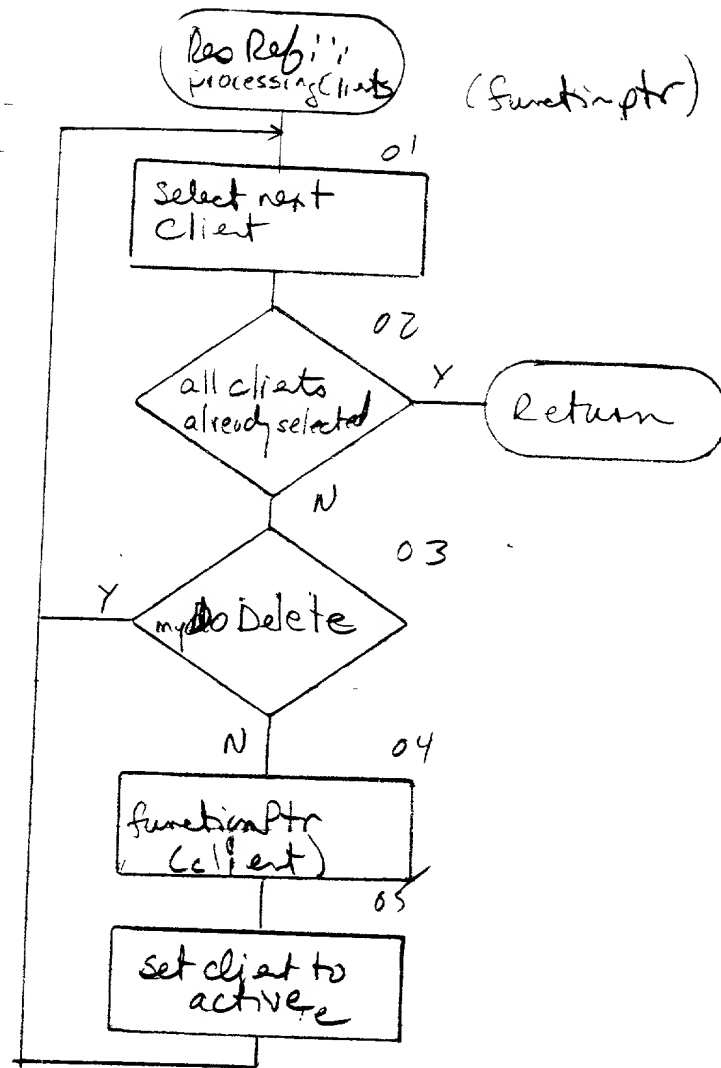 processingClients
(functionptr)
01
select next
Client
02
all clients
already selected
Y
Return
N
03
Y
Do Delete
N
04
functionPtr
(client)
05
set client to
active